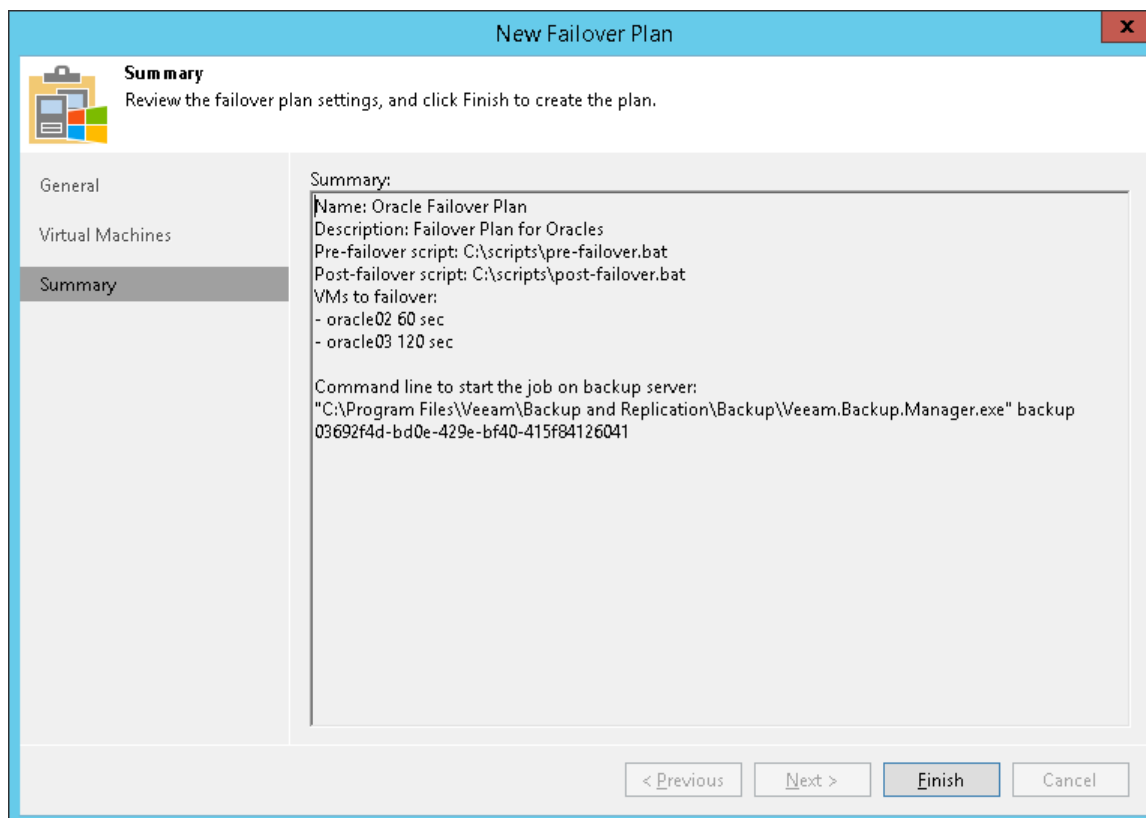 New Failover Plan
x
Summary
Review the failover plan settings, and click Finish to create the plan.
General
Virtual Machines
Summary
Summary:
Name: Oracle Failover Plan
Description: Failover Plan for Oracles
Pre-failover script: C:\scripts\pre-failover.bat
Post-failover script: C:\scripts\post-failover.bat
VMs to failover:
- oracle02 60 sec
- oracle03 120 sec
Command line to start the job on backup server:
"C:\Program Files\Veeam\Backup and Replication\Backup\Veeam.Backup.Manager.exe" backup
03692f4d-bd0e-429e-bf40-415f84126041
< Previous
Next >
Finish
Cancel